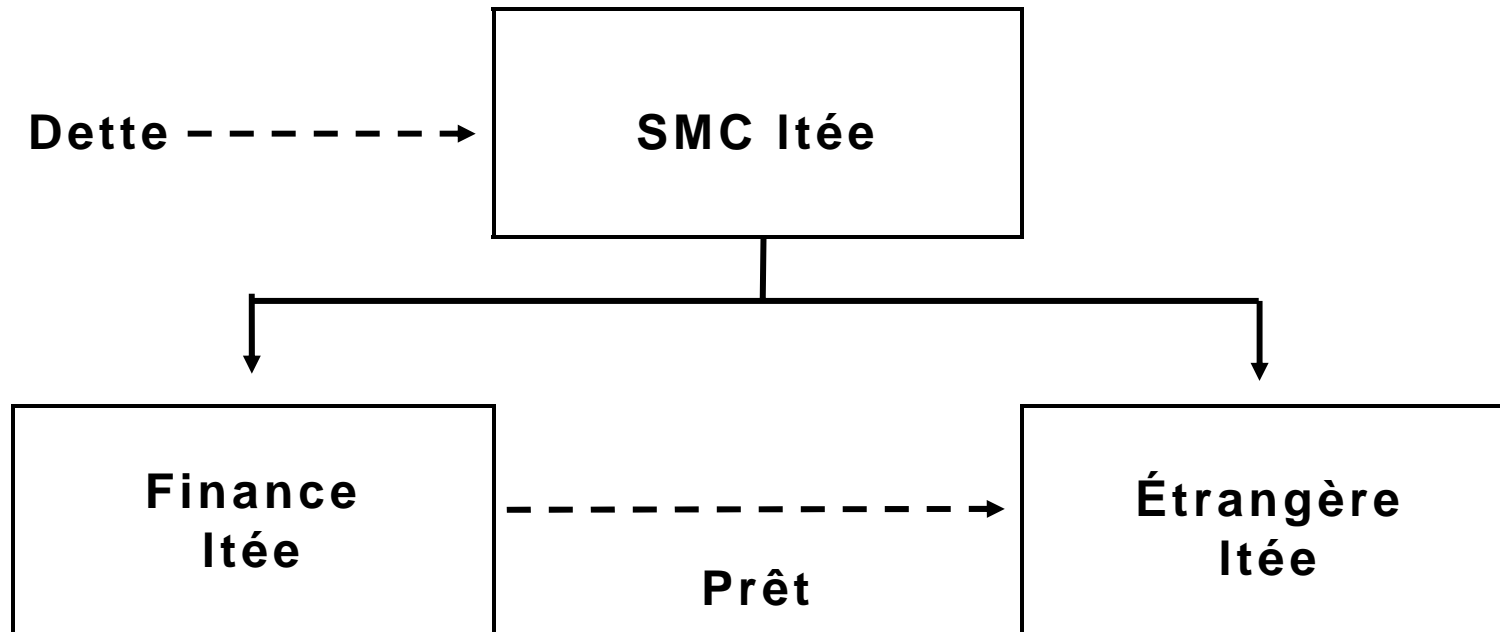 Dette
SMC ltée
Finance
ltée
Prêt
Étrangère
ltée